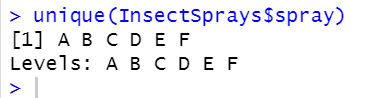 > unique(InsectSprays$spray)
[1] A B C D E F
Levels: A B C D E F
>